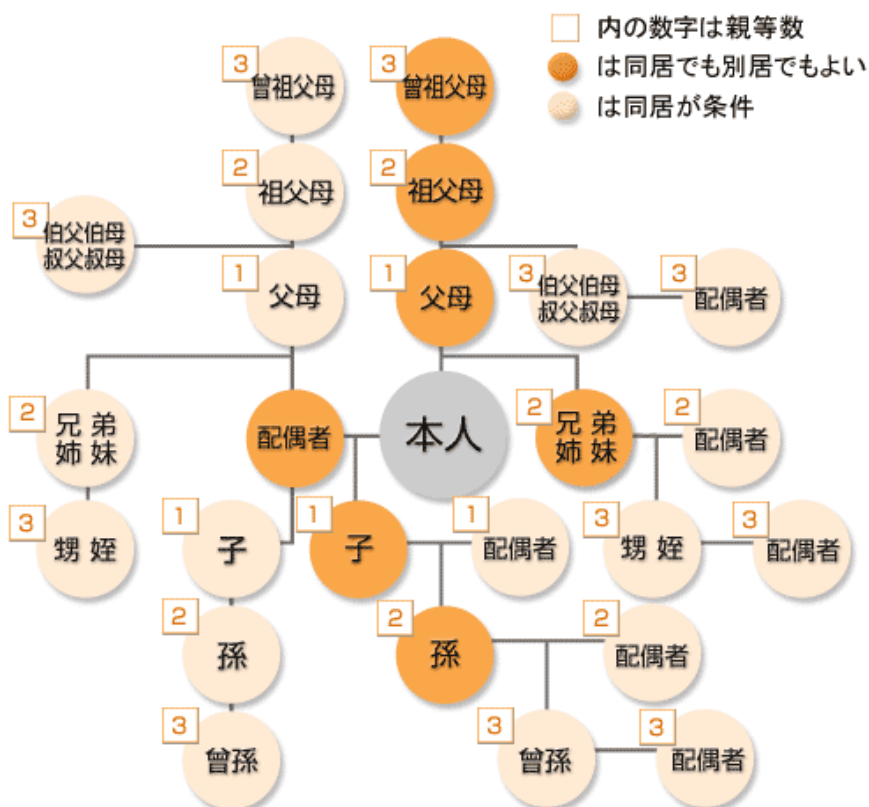 内の数字は親等数
は同居でも別居でもよい
は同居が条件
3
曾祖父母
3
曾祖父母
2
祖父母
2
祖父母
3
伯父伯母
叔父叔母
1
父母
1
父母
3
伯父伯母
叔父叔母
3
配偶者
2
兄 弟
姉 妹
配偶者
本人
2
兄 弟
姉 妹
2
配偶者
3
甥 姪
1
子
1
子
1
配偶者
3
甥 姪
3
配偶者
2
孫
2
孫
2
配偶者
3
曾孫
3
曾孫
3
配偶者